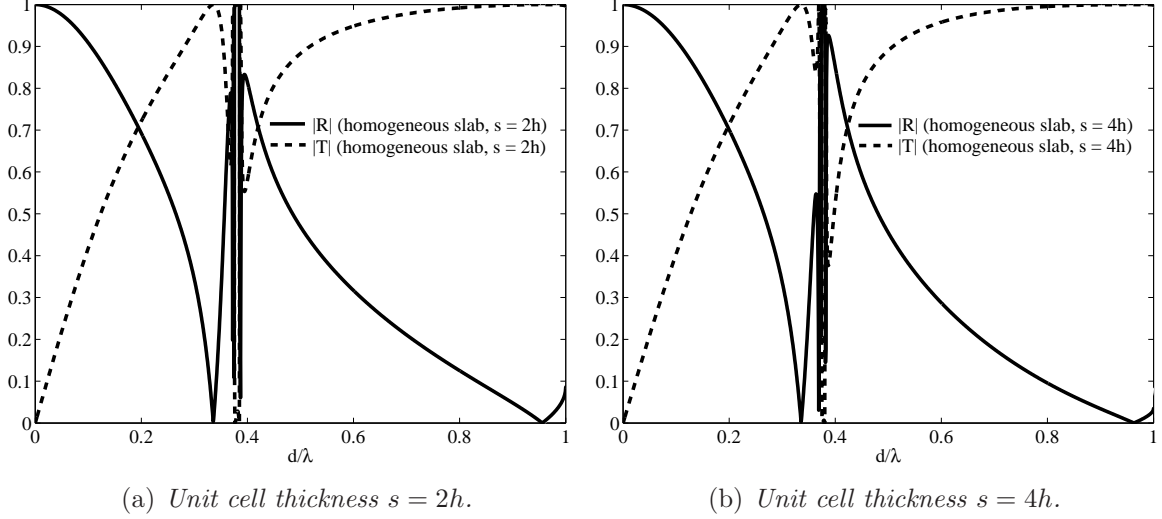 1
0.9
0.8
0.7
0.6
0.5
0.4
0.3
0.2
0.1
0
0 0.2 0.4 0.6 0.8 1
d/λ
|R| (homogeneous slab, s = 2h)
|T| (homogeneous slab, s = 2h)
(a) Unit cell thickness s = 2h.
1
0.9
0.8
0.7
0.6
0.5
0.4
0.3
0.2
0.1
0
0 0.2 0.4 0.6 0.8 1
d/λ
|R| (homogeneous slab, s = 4h)
|T| (homogeneous slab, s = 4h)
(b) Unit cell thickness s = 4h.